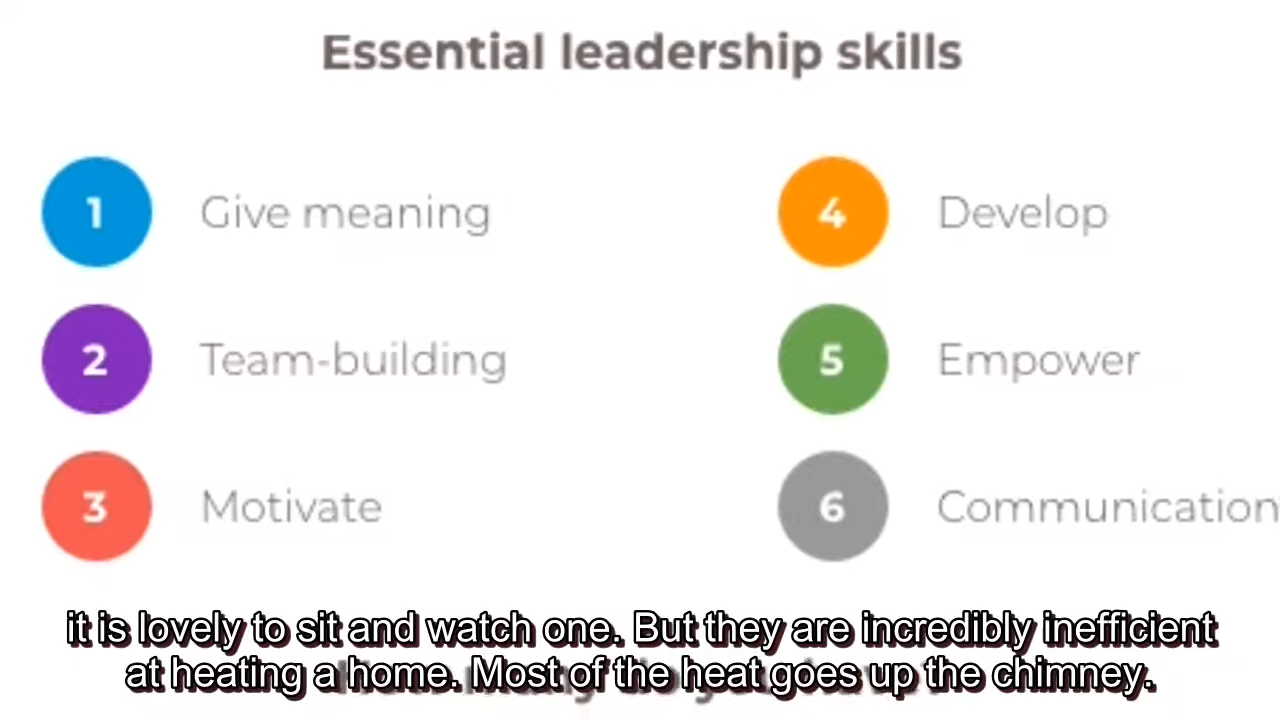 Essential leadership skills
1 Give meaning
2 Team-building
3 Motivate
4 Develop
5 Empower
6 Communication
it is lovely to sit and watch one. But they are incredibly inefficient
at heating a home. Most of the heat goes up the chimney.